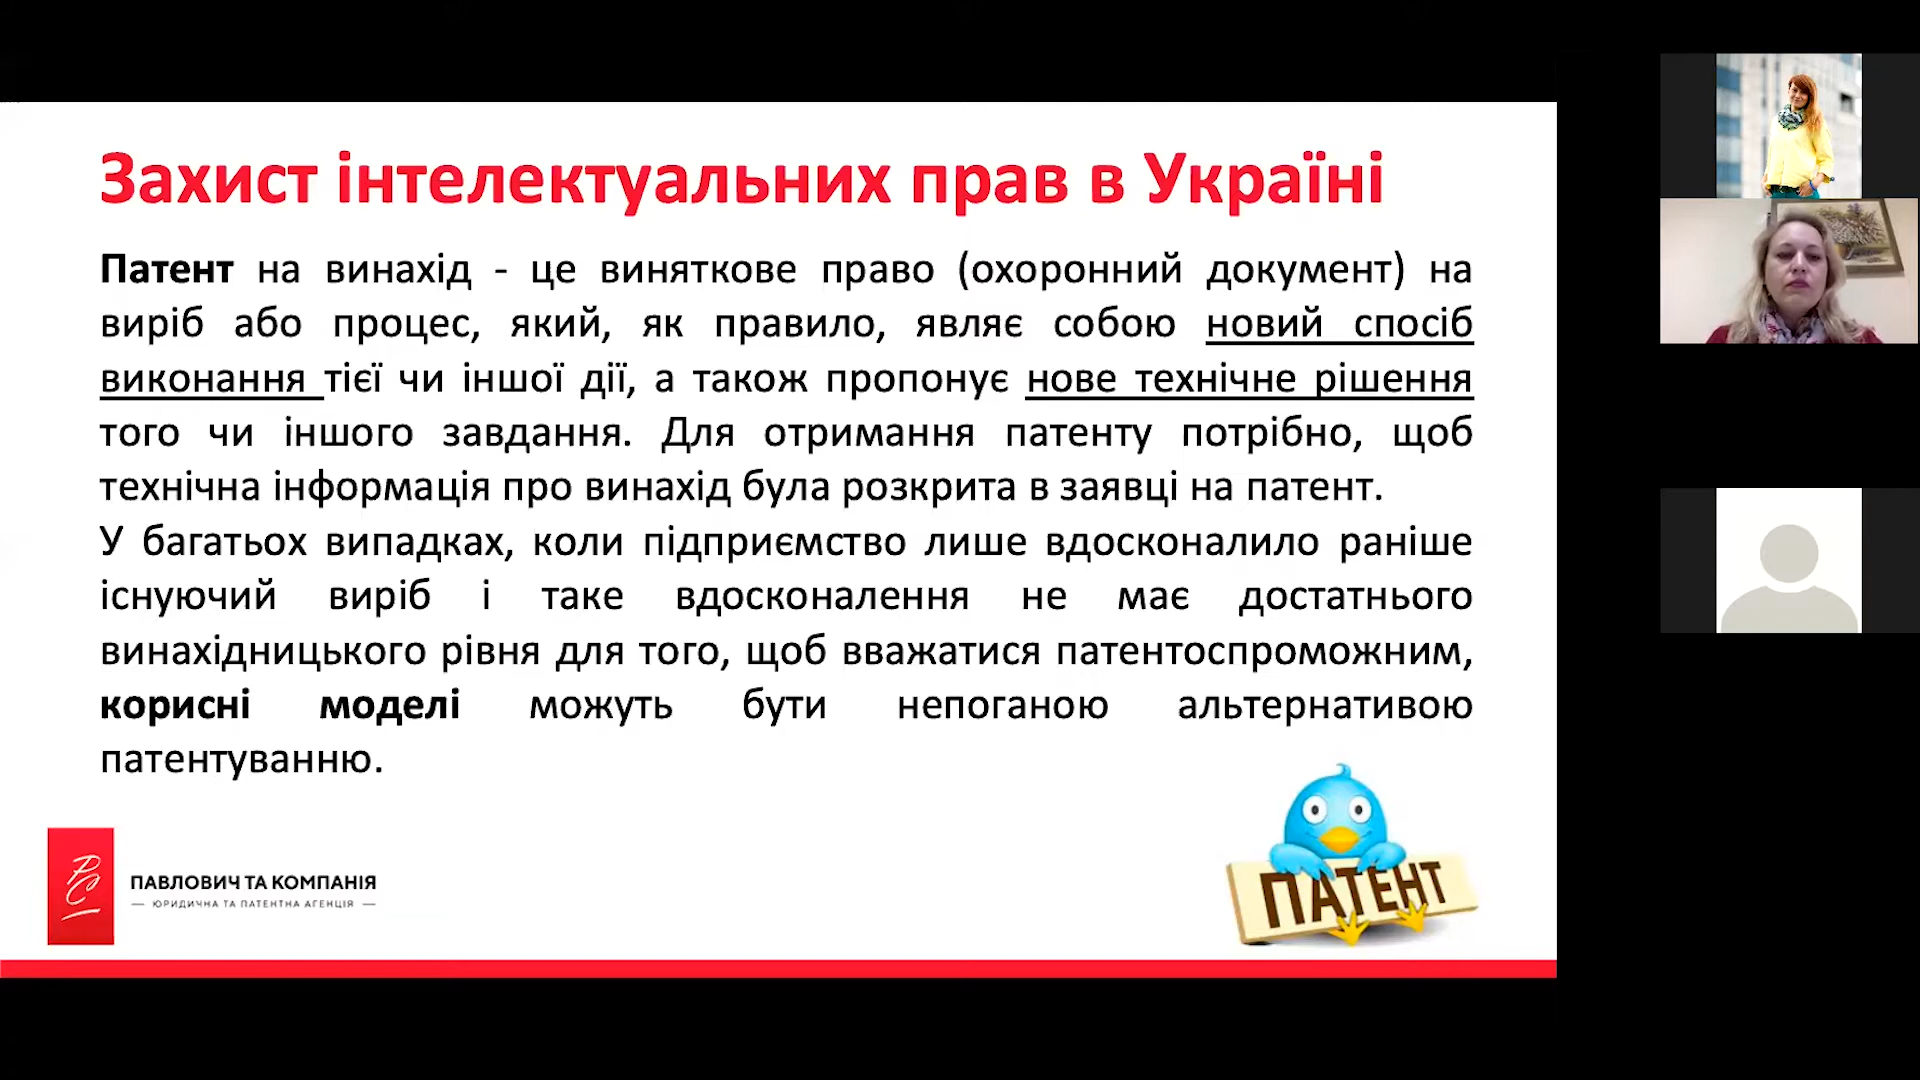 Захист інтелектуальних прав в Україні
Патент на винахід - це виняткове право (охоронний документ) на
виріб або процес, який, як правило, являє собою новий спосіб
виконання тієї чи іншої дії, а також пропонує нове технічне рішення
того чи іншого завдання. Для отримання патенту потрібно, щоб
технічна інформація про винахід була розкрита в заявці на патент.
У багатьох випадках, коли підприємство лише вдосконалило раніше
існуючий виріб і таке вдосконалення не має достатнього
винахідницького рівня для того, щоб вважатися патентоспроможним,
корисні моделі можуть бути непоганою альтернативою
патентуванню.
ПАТЕНТ
ПАВЛОВИЧ ТА КОМПАНІЯ
— ЮРИДИЧНА ТА ПАТЕНТНА АГЕНЦІЯ —